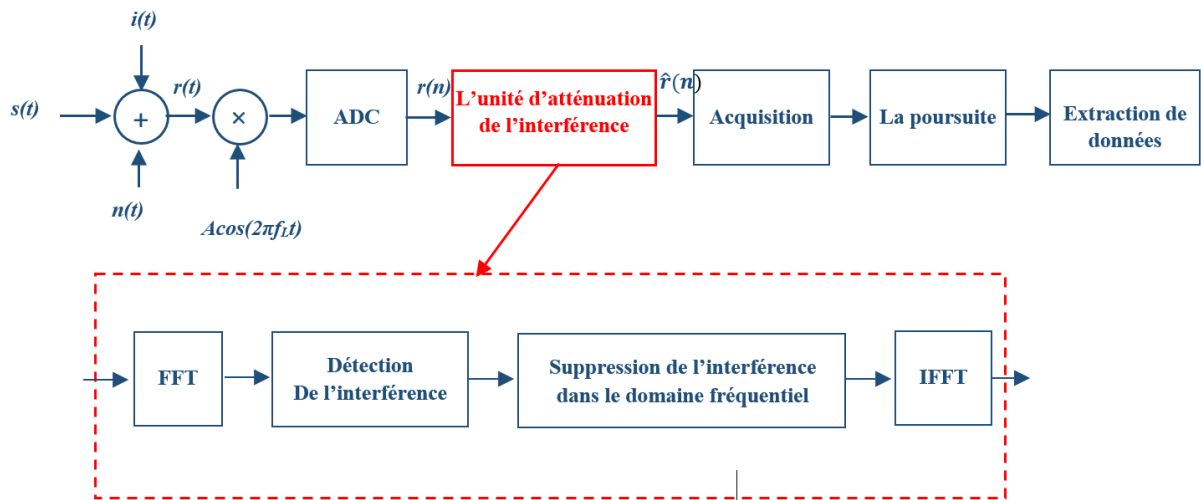 i(t)
s(t)
+
r(t)
×
n(t)
Acos(2πf_Lt)
ADC
r(n)
L’unité d’atténuation
de l’interférence
r̂(n)
Acquisition
La poursuite
Extraction de
données
FFT
Détection
De l’interférence
Suppression de l’interférence
dans le domaine fréquentiel
IFFT